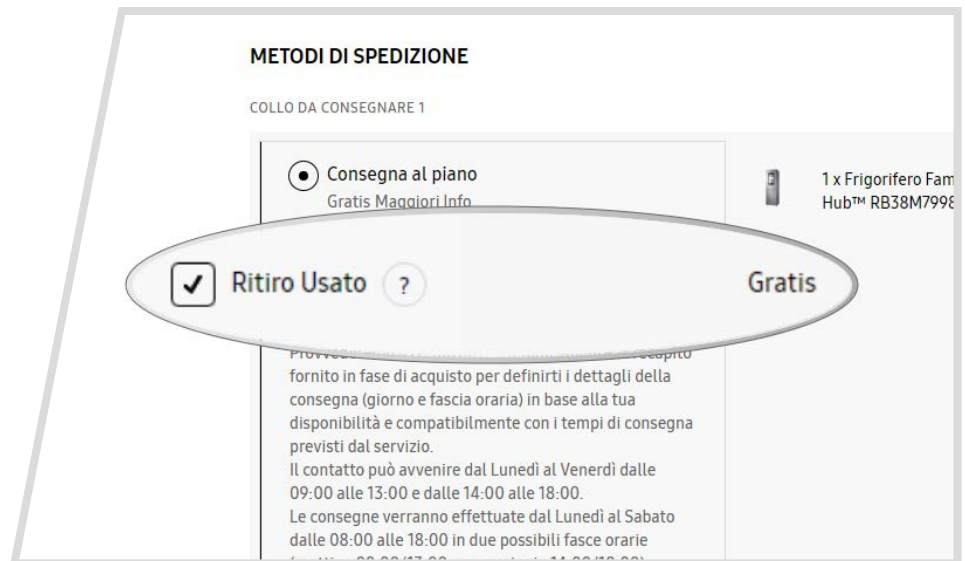 METODI DI SPEDIZIONE
COLLO DA CONSEGNARE 1
Consegna al piano
Gratis Maggiori Info
1 x Frigorifero Fam
Hub™ RB38M7998
Ritiro Usato ?
Gratis
fornito in fase di acquisto per definirti i dettagli della
consegna (giorno e fascia oraria) in base alla tua
disponibilità e compatibilmente con i tempi di consegna
previsti dal servizio.
Il contatto può avvenire dal Lunedì al Venerdì dalle
09:00 alle 13:00 e dalle 14:00 alle 18:00.
Le consegne verranno effettuate dal Lunedì al Sabato
dalle 08:00 alle 18:00 in due possibili fasce orarie